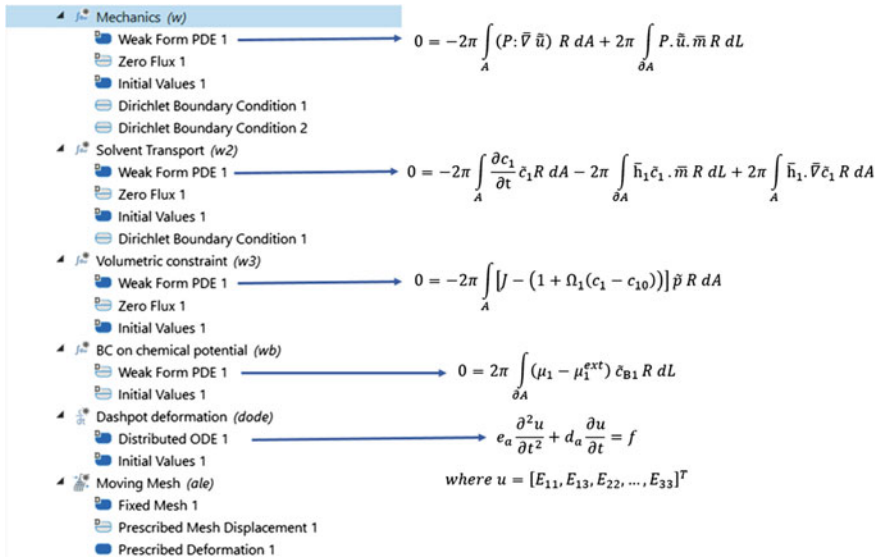 Mechanics (w)
Weak Form PDE 1 0 = −2π ∫_A (P: ∇̄ ũ̄) R dA + 2π ∫_∂A P. ũ̄. m̄ R dL
Zero Flux 1
Initial Values 1
Dirichlet Boundary Condition 1
Dirichlet Boundary Condition 2
Solvent Transport (w2)
Weak Form PDE 1 0 = −2π ∫_A ∂c₁/∂t c̃₁R dA − 2π ∫_∂A h̄₁c̃₁ . m̄ R dL + 2π ∫_A h̄₁. ∇̄c̃₁ R dA
Zero Flux 1
Initial Values 1
Dirichlet Boundary Condition 1
Volumetric constraint (w3)
Weak Form PDE 1 0 = −2π ∫_A [J − (1 + Ω₁(c₁ − c₁₀))] p̃ R dA
Zero Flux 1
Initial Values 1
BC on chemical potential (wb)
Weak Form PDE 1 0 = 2π ∫_∂A (μ₁ − μ₁^ext) c̃_B1 R dL
Initial Values 1
Dashpot deformation (dode)
Distributed ODE 1 e_a ∂²u/∂t² + d_a ∂u/∂t = f
Initial Values 1
Moving Mesh (ale) where u = [E₁₁, E₁₃, E₂₂, … , E₃₃]^T
Fixed Mesh 1
Prescribed Mesh Displacement 1
Prescribed Deformation 1